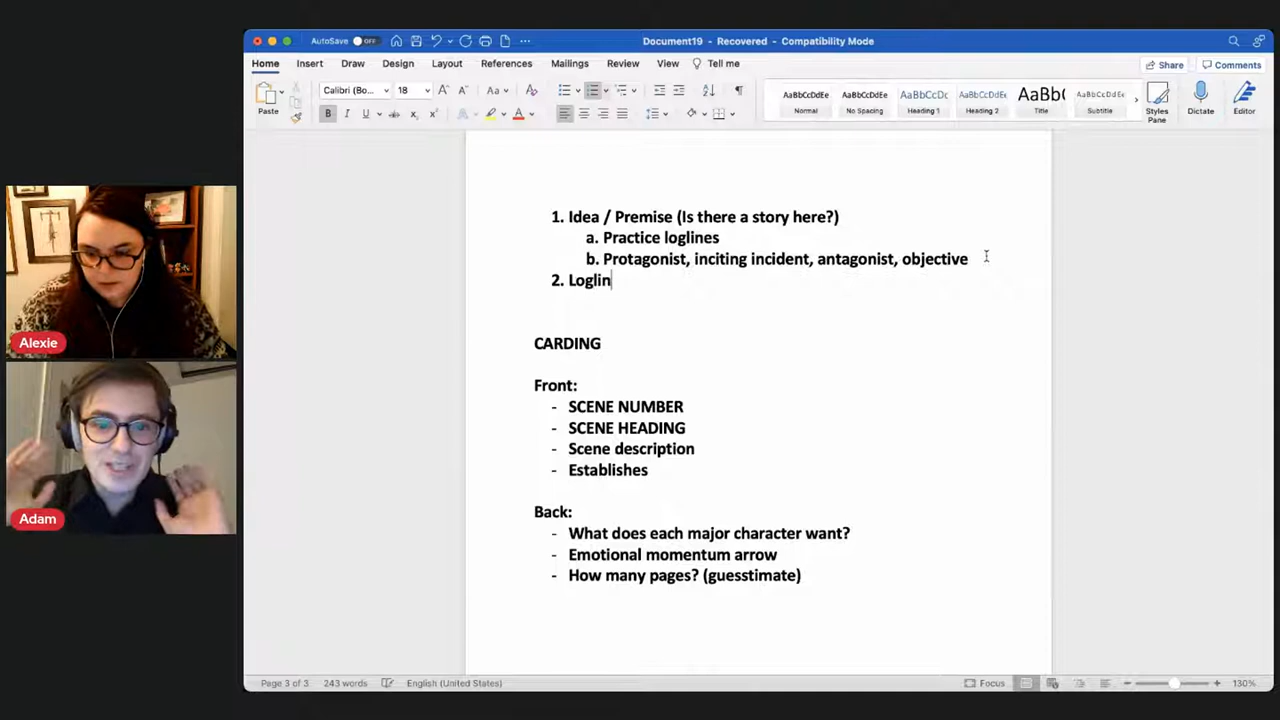 AutoSave OFF
Document19 - Recovered - Compatibility Mode
Home Insert Draw Design Layout References Mailings Review View Tell me
Share Comments
Paste
Calibri (Bo... 18
AaBbCcDdEe AaBbCcDdEe AaBbCcDc AaBbCcDdEe AaBb( AaBbCcDdEe
Normal No Spacing Heading 1 Heading 2 Title Subtitle
Styles Pane
Dictate
Editor
1. Idea / Premise (Is there a story here?)
a. Practice loglines
b. Protagonist, inciting incident, antagonist, objective
2. Loglin
CARDING
Front:
- SCENE NUMBER
- SCENE HEADING
- Scene description
- Establishes
Back:
- What does each major character want?
- Emotional momentum arrow
- How many pages? (guesstimate)
Alexie
Adam
Page 3 of 3 243 words English (United States) Focus 130%